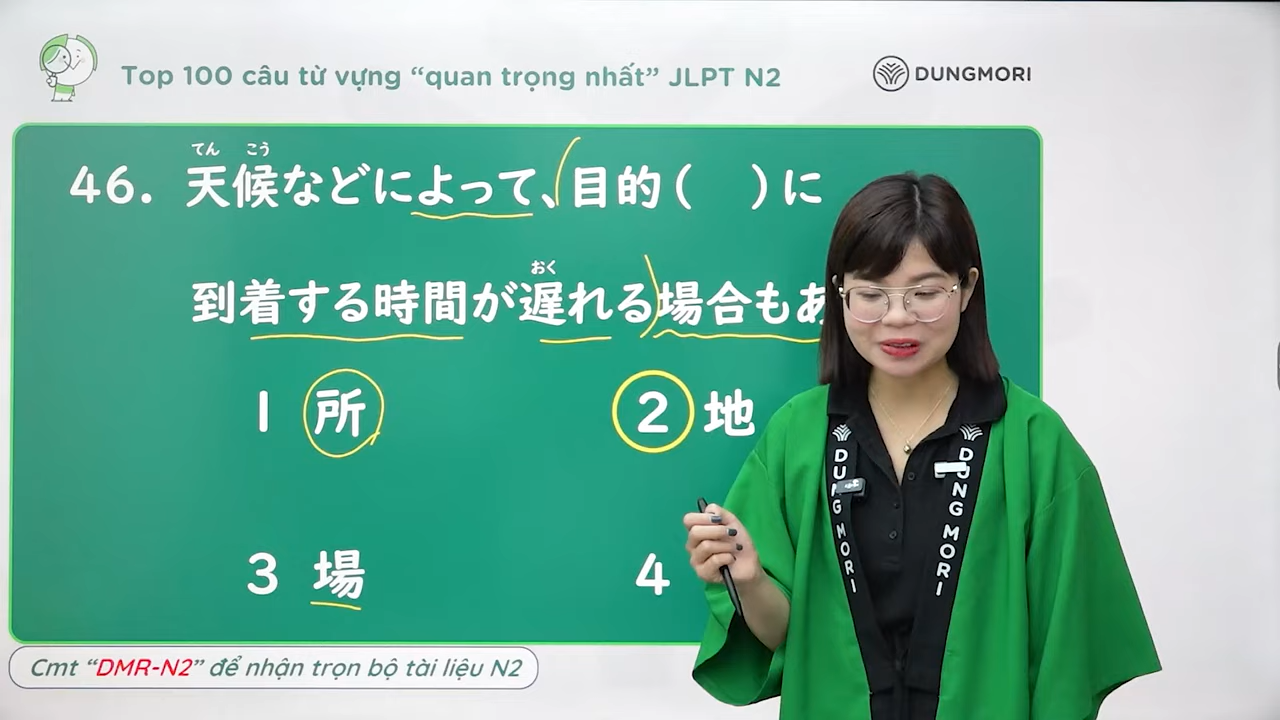 Top 100 câu từ vựng “quan trọng nhất” JLPT N2
DUNGMORI
てん こう
46. 天候などによって、目的( )に
おく
到着する時間が遅れる場合もあ
1 所
2 地
3 場
4
Cmt “DMR-N2” để nhận trọn bộ tài liệu N2
DUNG MORI
DUNG MORI